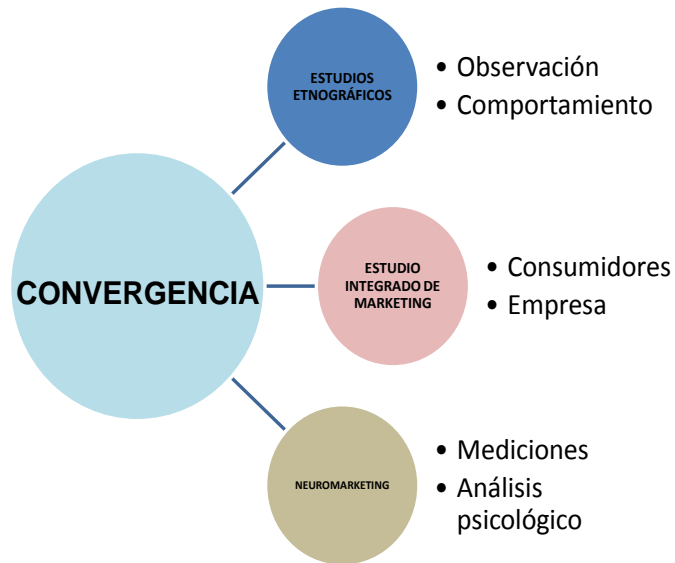 ESTUDIOS
ETNOGRÁFICOS
• Observación
• Comportamiento
CONVERGENCIA
ESTUDIO
INTEGRADO DE
MARKETING
• Consumidores
• Empresa
NEUROMARKETING
• Mediciones
• Análisis
psicológico